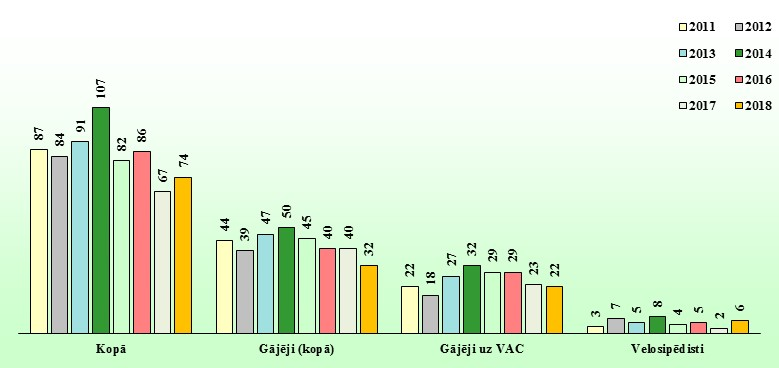 2011 2012
2013 2014
2015 2016
2017 2018
87 84 91 107 82 86 67 74
44 39 47 50 45 40 40 32
22 18 27 32 29 29 23 22
3 7 5 8 4 5 2 6
Kopā Gājēji (kopā) Gājēji uz VAC Velosipēdisti